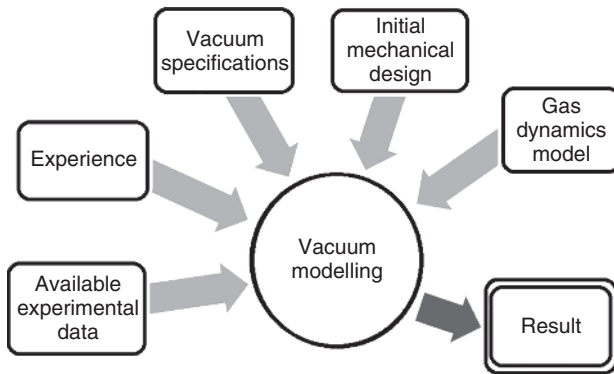 Vacuum
specifications
Initial
mechanical
design
Gas
dynamics
model
Experience
Vacuum
modelling
Available
experimental
data
Result